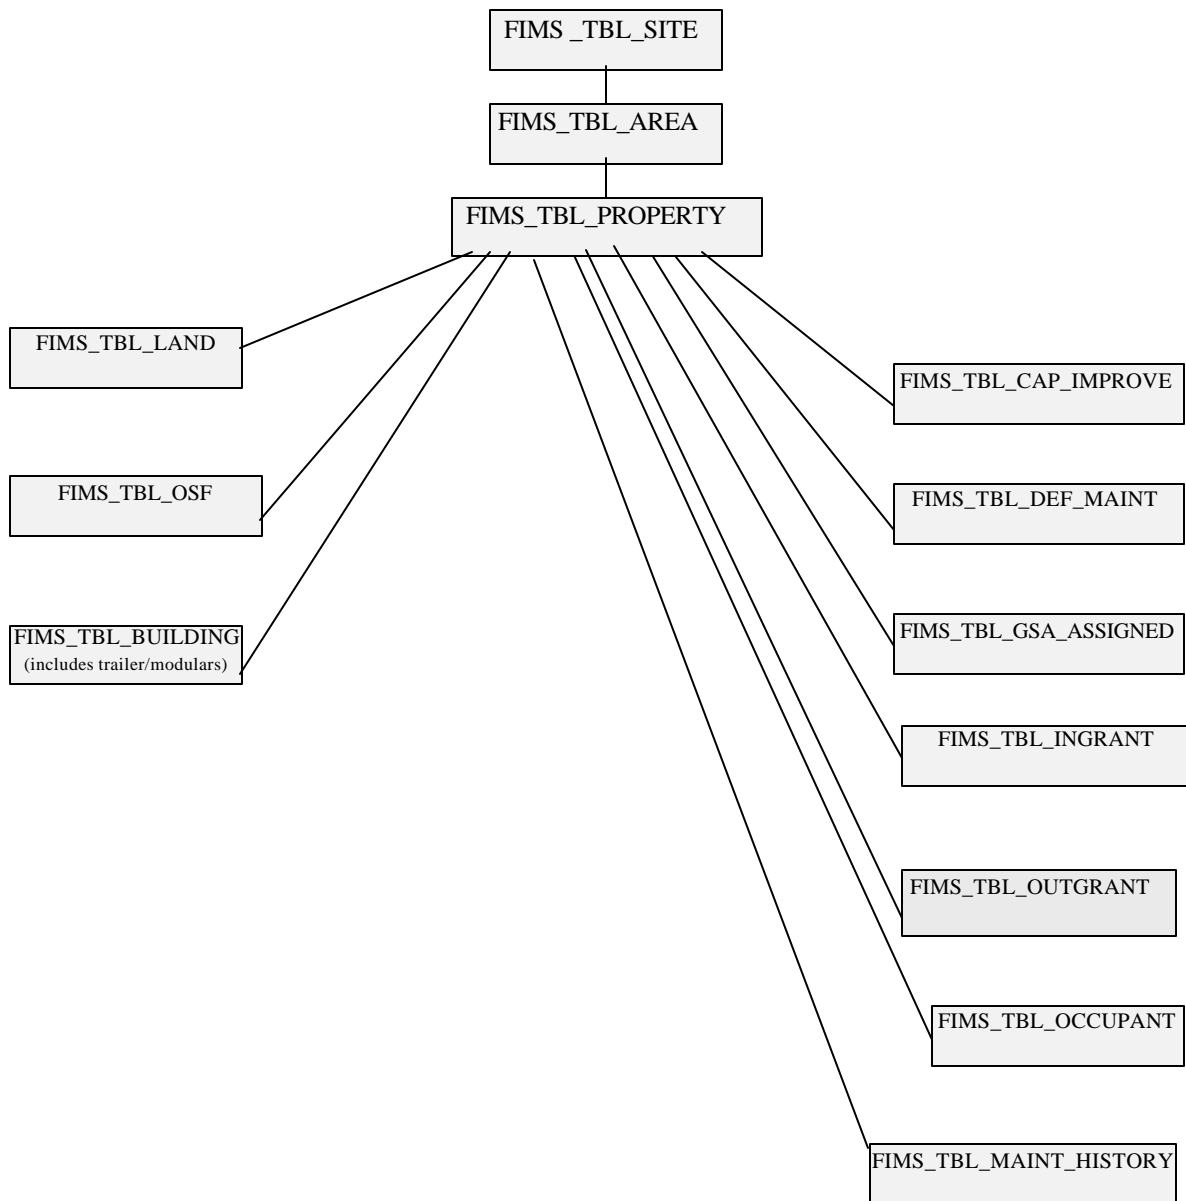 FIMS _TBL_SITE
FIMS_TBL_AREA
FIMS_TBL_PROPERTY
FIMS_TBL_LAND
FIMS_TBL_CAP_IMPROVE
FIMS_TBL_OSF
FIMS_TBL_DEF_MAINT
FIMS_TBL_BUILDING
(includes trailer/modulars)
FIMS_TBL_GSA_ASSIGNED
FIMS_TBL_INGRANT
FIMS_TBL_OUTGRANT
FIMS_TBL_OCCUPANT
FIMS_TBL_MAINT_HISTORY